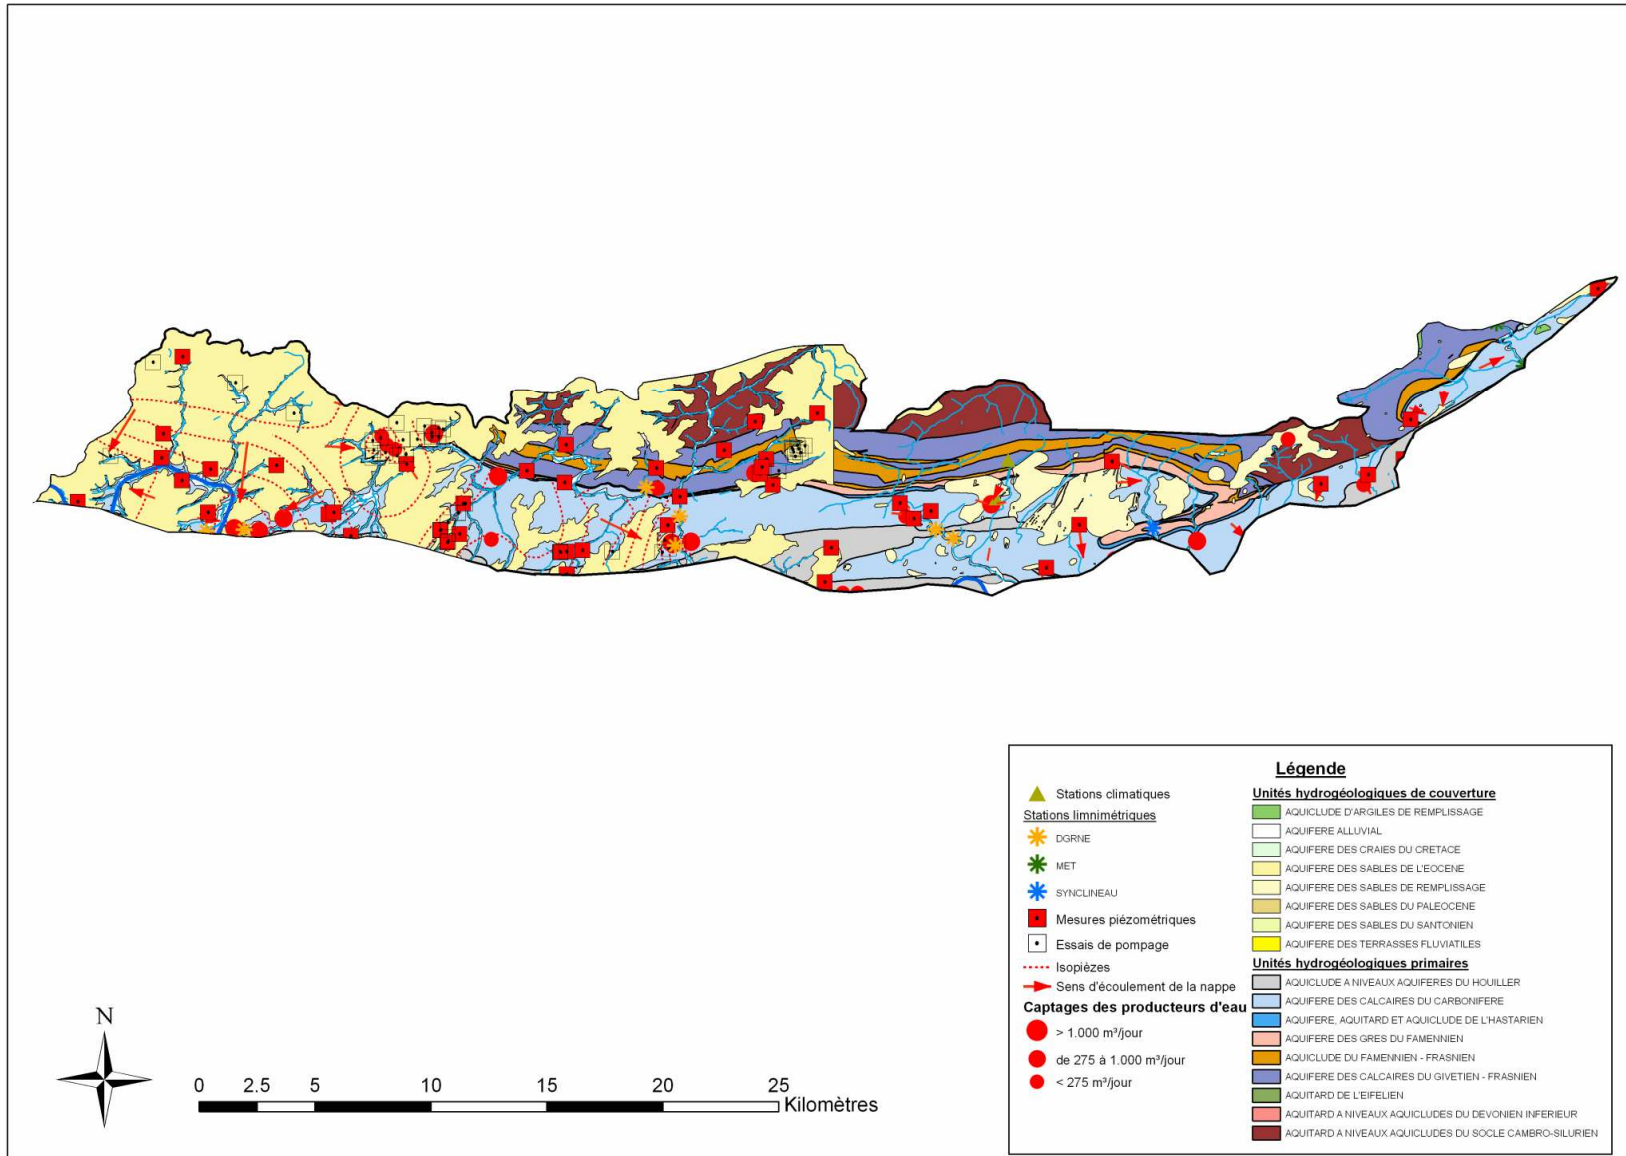 Légende
Stations climatiques
Stations limnimétriques
DGRNE
MET
SYNCLINEAU
Mesures piézométriques
Essais de pompage
Isopièzes
Sens d'écoulement de la nappe
Captages des producteurs d'eau
> 1.000 m³/jour
de 275 à 1.000 m³/jour
< 275 m³/jour
Unités hydrogéologiques de couverture
AQUICLUDE D'ARGILES DE REMPLISSAGE
AQUIFERE ALLUVIAL
AQUIFERE DES CRAIES DU CRETACE
AQUIFERE DES SABLES DE L'EOCENE
AQUIFERE DES SABLES DE REMPLISSAGE
AQUIFERE DES SABLES DU PALEOCENE
AQUIFERE DES SABLES DU SANTONIEN
AQUIFERE DES TERRASSES FLUVIATILES
Unités hydrogéologiques primaires
AQUICLUDE A NIVEAUX AQUIFERES DU HOUILLER
AQUIFERE DES CALCAIRES DU CARBONIFERE
AQUIFERE, AQUITARD ET AQUICLUDE DE L'HASTARIEN
AQUIFERE DES GRES DU FAMENNIEN
AQUICLUDE DU FAMENNIEN - FRASNIEN
AQUIFERE DES CALCAIRES DU GIVETIEN - FRASNIEN
AQUITARD DE L'EIFELIEN
AQUITARD A NIVEAUX AQUICLUDES DU DEVONIEN INFERIEUR
AQUITARD A NIVEAUX AQUICLUDES DU SOCLE CAMBRO-SILURIEN
N
0 2.5 5 10 15 20 25
Kilomètres